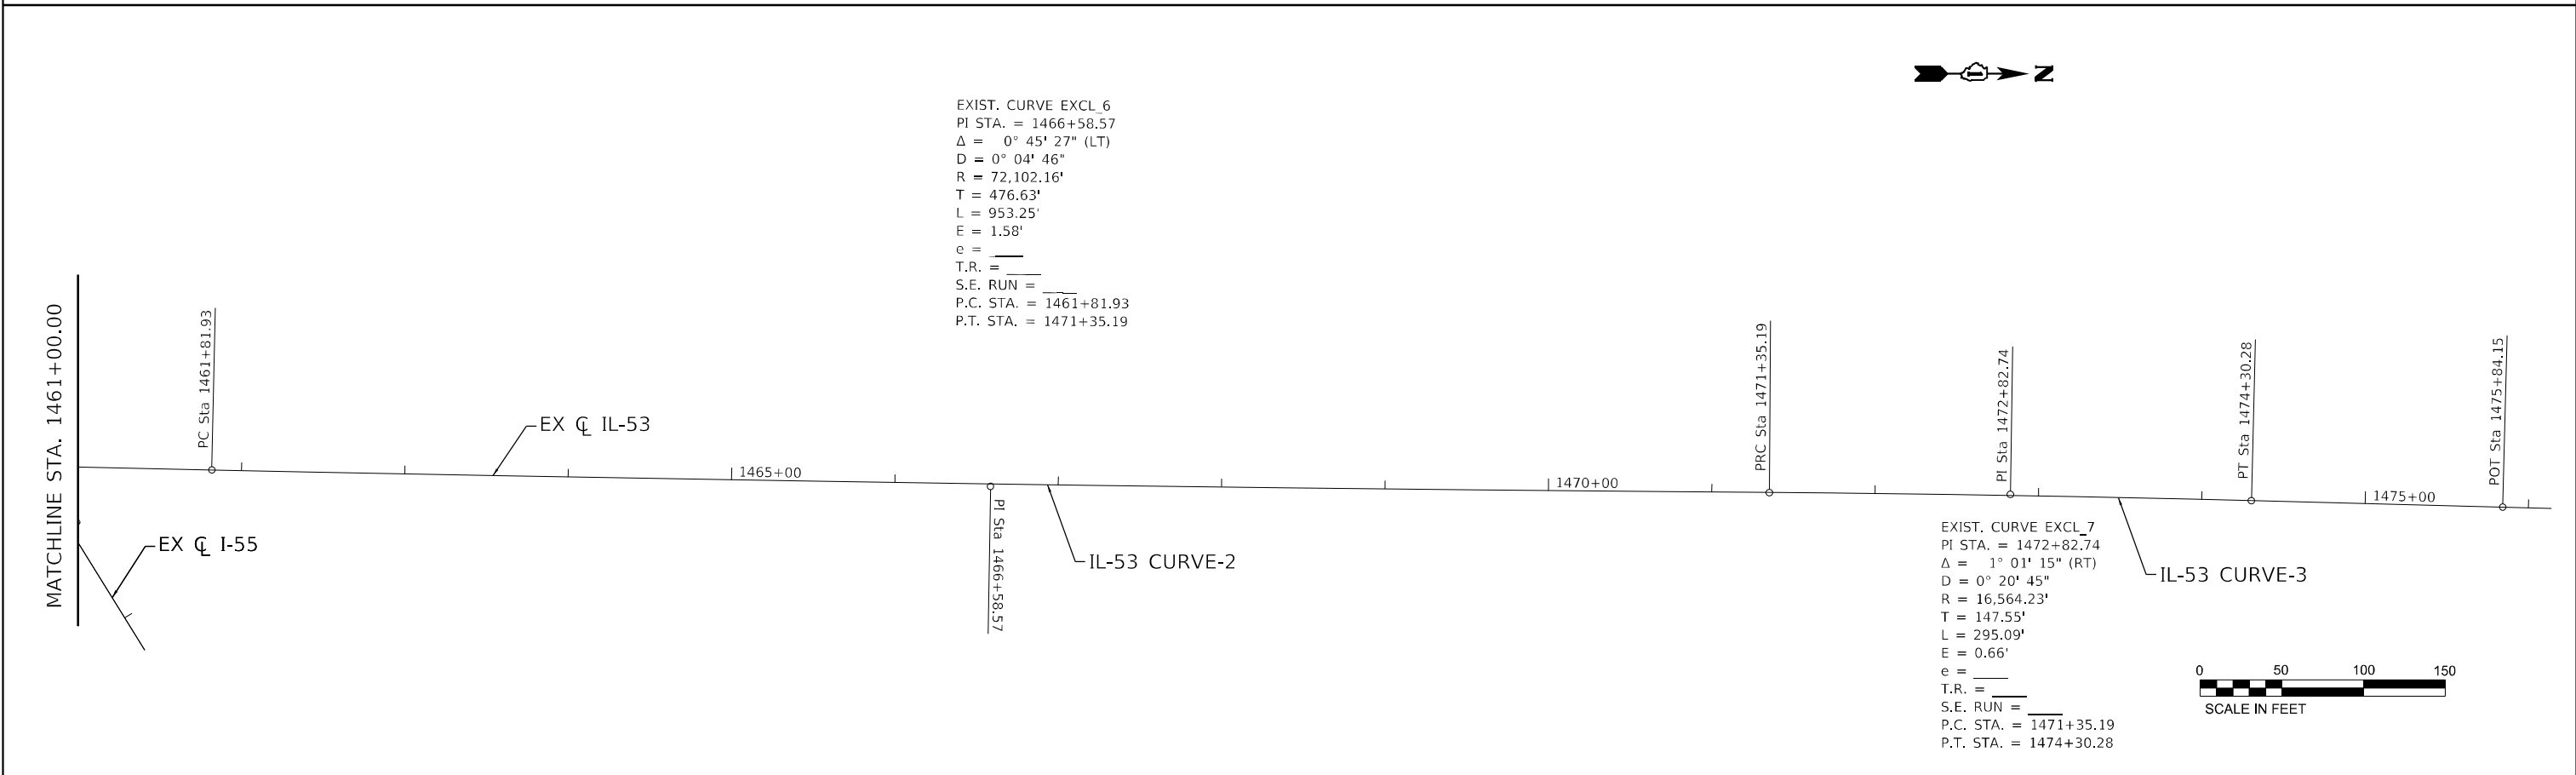 N
EXIST. CURVE EXCL_6
PI STA. = 1466+58.57
Δ = 0° 45' 27" (LT)
D = 0° 04' 46"
R = 72,102.16'
T = 476.63'
L = 953.25'
E = 1.58'
e = ____
T.R. = ____
S.E. RUN = ____
P.C. STA. = 1461+81.93
P.T. STA. = 1471+35.19
MATCHLINE STA. 1461+00.00
PC Sta 1461+81.93
EX ℄ IL-53
EX ℄ I-55
1465+00
PI Sta 1466+58.57
IL-53 CURVE-2
1470+00
PRC Sta 1471+35.19
PI Sta 1472+82.74
PT Sta 1474+30.28
1475+00
POT Sta 1475+84.15
IL-53 CURVE-3
EXIST. CURVE EXCL_7
PI STA. = 1472+82.74
Δ = 1° 01' 15" (RT)
D = 0° 20' 45"
R = 16,564.23'
T = 147.55'
L = 295.09'
E = 0.66'
e = ____
T.R. = ____
S.E. RUN = ____
P.C. STA. = 1471+35.19
P.T. STA. = 1474+30.28
0 50 100 150
SCALE IN FEET